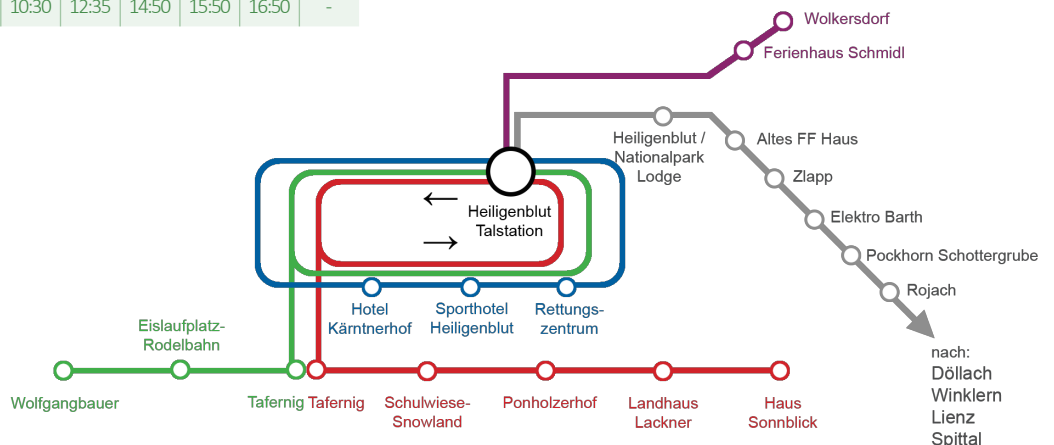 10:30 12:35 14:50 15:50 16:50 -
Wolkersdorf
Ferienhaus Schmidl
Heiligenblut /
Nationalpark
Lodge
Altes FF Haus
Zlapp
Elektro Barth
Pockhorn Schottergrube
Rojach
nach:
Döllach
Winklern
Lienz
Spittal
Heiligenblut
Talstation
Hotel
Kärntnerhof
Sporthotel
Heiligenblut
Rettungs-
zentrum
Eislaufplatz-
Rodelbahn
Wolfgangbauer
Tafernig
Tafernig
Schulwiese-
Snowland
Ponholzerhof
Landhaus
Lackner
Haus
Sonnblick